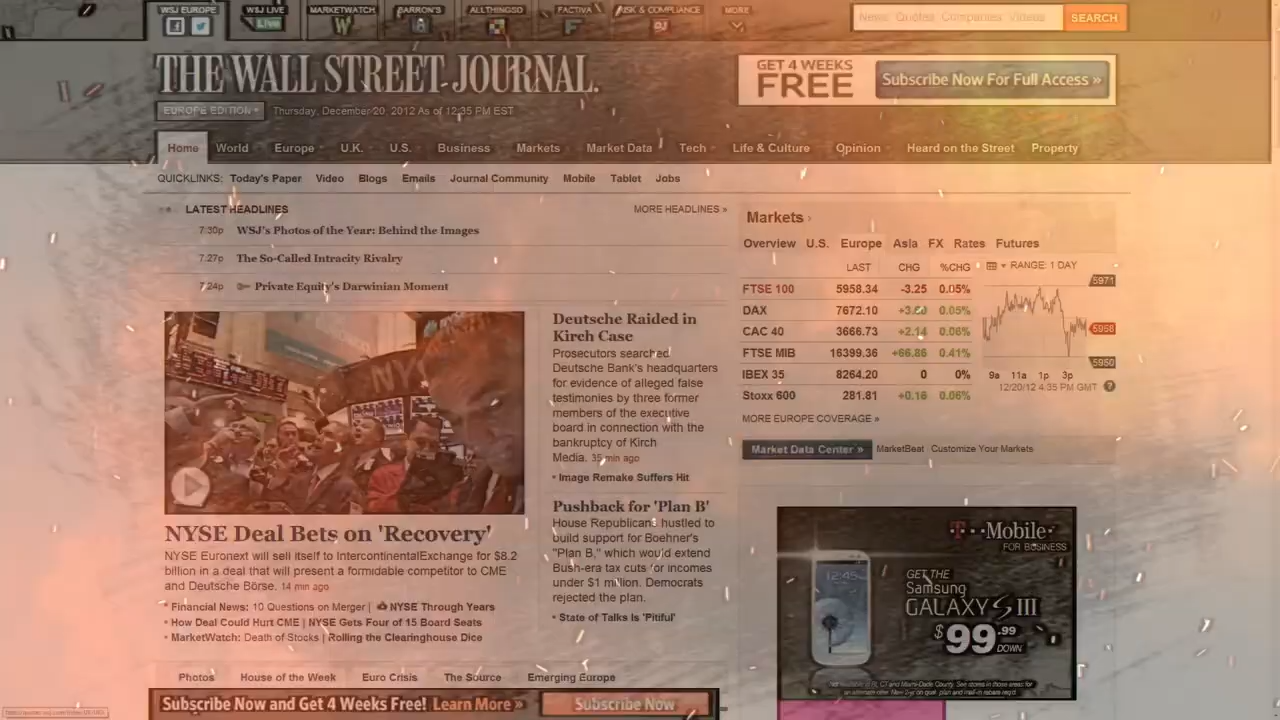 WSJ EUROPE
WSJ LIVE
MARKETWATCH
BARRON'S
ALLTHINGSD
FACTIVA
RISK & COMPLIANCE
MORE
Live
News, Quotes, Companies, Videos
SEARCH
THE WALL STREET JOURNAL.
GET 4 WEEKS
FREE
Subscribe Now For Full Access »
EUROPE EDITION
Thursday, December 20, 2012 As of 12:35 PM EST
Home World Europe U.K. U.S. Business Markets Market Data Tech Life & Culture Opinion Heard on the Street Property
QUICKLINKS: Today's Paper Video Blogs Emails Journal Community Mobile Tablet Jobs
LATEST HEADLINES
MORE HEADLINES »
7:30p WSJ's Photos of the Year: Behind the Images
7:27p The So-Called Intracity Rivalry
7:24p Private Equity's Darwinian Moment
NYSE Deal Bets on 'Recovery'
NYSE Euronext will sell itself to IntercontinentalExchange for $8.2
billion in a deal that will present a formidable competitor to CME
and Deutsche Börse. 14 min ago
• Financial News: 10 Questions on Merger | NYSE Through Years
• How Deal Could Hurt CME | NYSE Gets Four of 15 Board Seats
• MarketWatch: Death of Stocks | Rolling the Clearinghouse Dice
Deutsche Raided in
Kirch Case
Prosecutors searched
Deutsche Bank's headquarters
for evidence of alleged false
testimonies by three former
members of the executive
board in connection with the
bankruptcy of Kirch
Media. 35 min ago
• Image Remake Suffers Hit
Pushback for 'Plan B'
House Republicans hustled to
build support for Boehner's
"Plan B," which would extend
Bush-era tax cuts for incomes
under $1 million. Democrats
rejected the plan.
• State of Talks Is 'Pitiful'
Photos House of the Week Euro Crisis The Source Emerging Europe
Subscribe Now and Get 4 Weeks Free! Learn More »
Subscribe Now
Markets ›
Overview U.S. Europe Asia FX Rates Futures
LAST CHG %CHG
FTSE 100 5958.34 -3.25 0.05%
DAX 7672.10 0.05%
CAC 40 3666.73 +2.14 0.06%
FTSE MIB 16399.36 +66.86 0.41%
IBEX 35 8264.20 0 0%
Stoxx 600 281.81 +0.16 0.06%
RANGE: 1 DAY
5971
5958
5950
9a 11a 1p 3p
12/20/12 4:35 PM GMT
?
MORE EUROPE COVERAGE »
Market Data Center »
MarketBeat Customize Your Markets
T · · Mobile ·
FOR BUSINESS
12:45
GET THE
Samsung
GALAXY S III
$99.99
DOWN